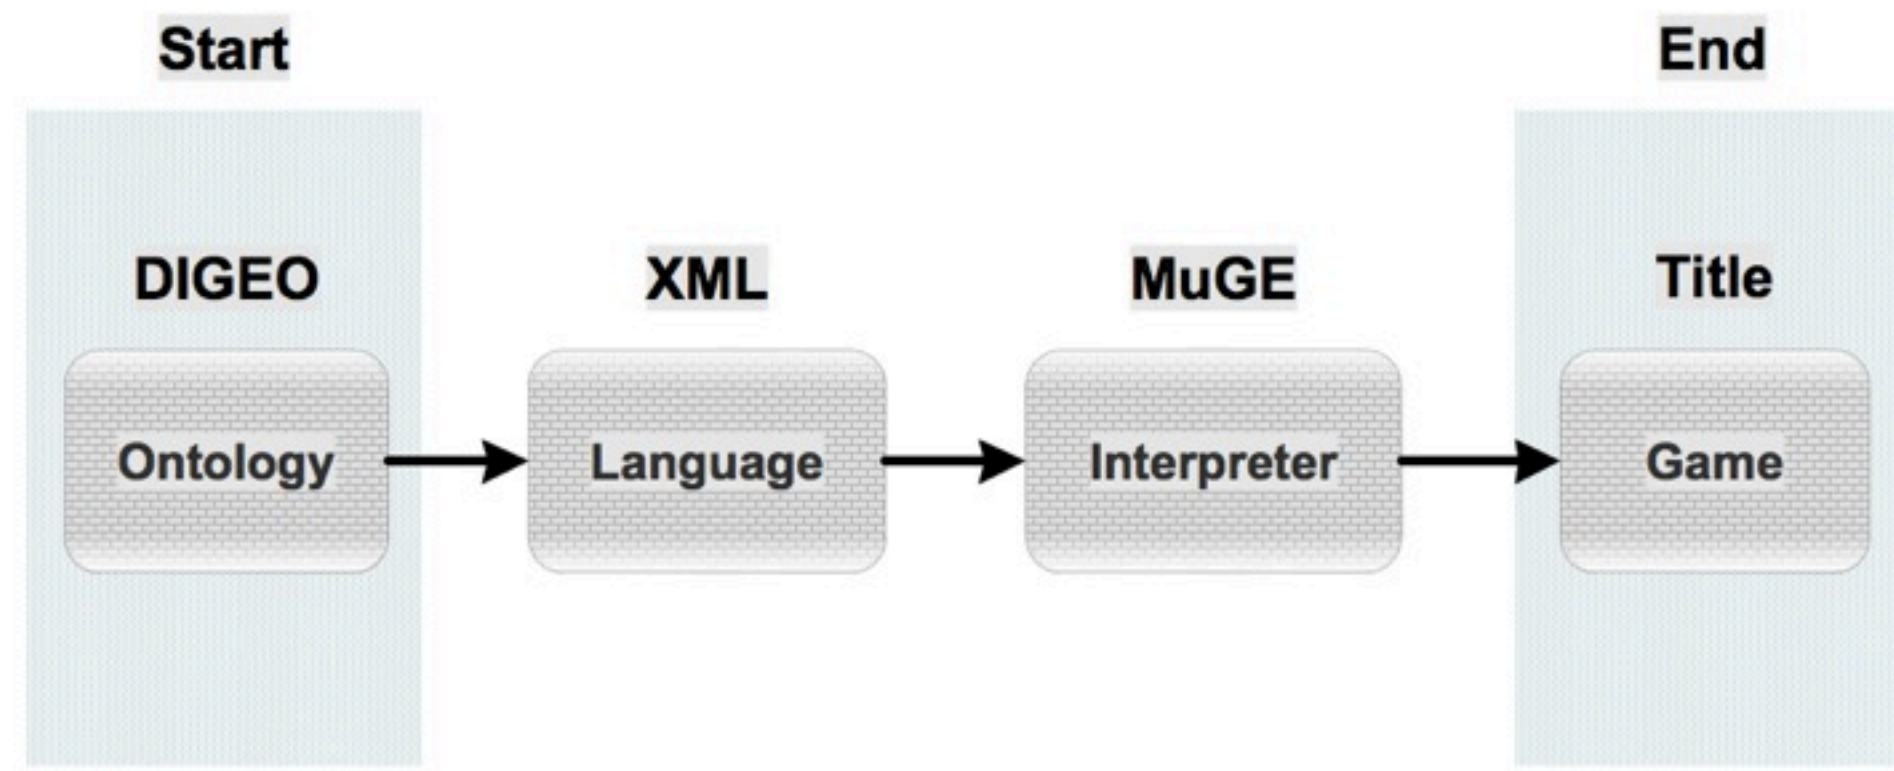 Start
End
DIGEO
XML
MuGE
Title
Ontology
Language
Interpreter
Game